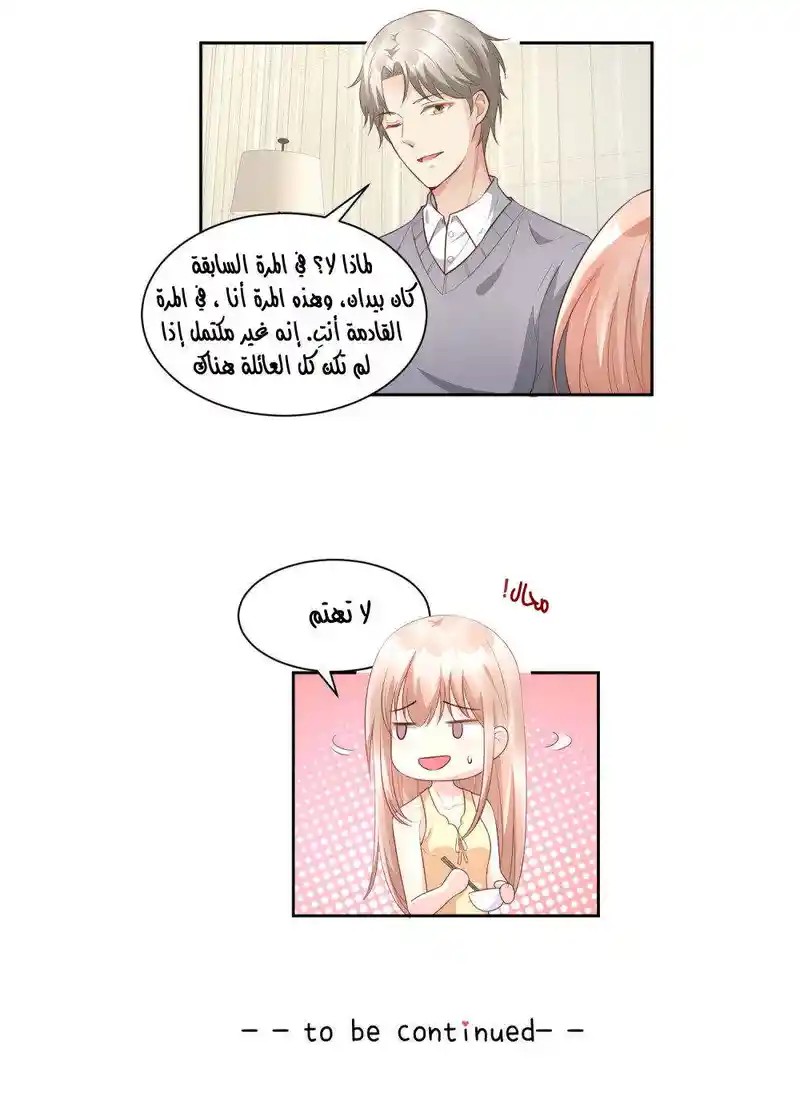 لماذا لا؟ في المرة السابقة
كان بيدان، وهذه المرة أنا ، في المرة
القادمة أنتِ. إنه غير مكتمل إذا
لم تكن كل العائلة هناك
محال!
لا تهتم
- - to be continued- -